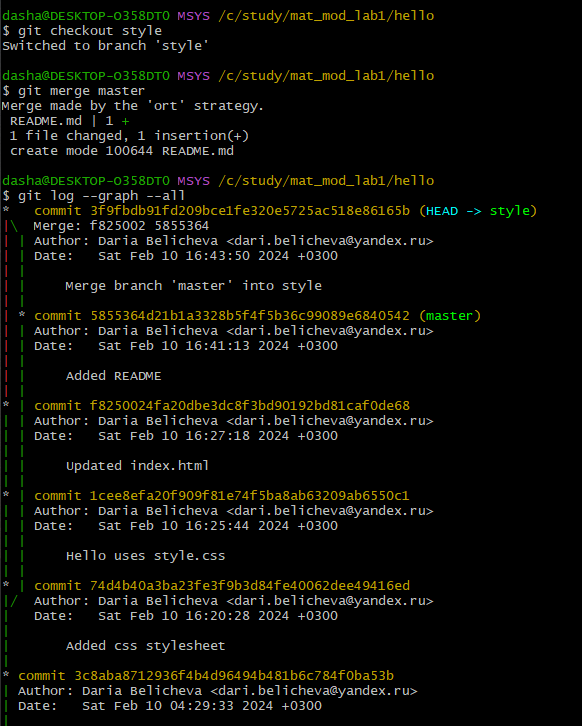 dasha@DESKTOP-O358DT0 MSYS /c/study/mat_mod_lab1/hello
$ git checkout style
Switched to branch 'style'
dasha@DESKTOP-O358DT0 MSYS /c/study/mat_mod_lab1/hello
$ git merge master
Merge made by the 'ort' strategy.
README.md | 1 +
1 file changed, 1 insertion(+)
create mode 100644 README.md
dasha@DESKTOP-O358DT0 MSYS /c/study/mat_mod_lab1/hello
$ git log --graph --all
*   commit 3f9fbdb91fd209bce1fe320e5725ac518e86165b (HEAD -> style)
|\  Merge: f825002 5855364
| | Author: Daria Belicheva <dari.belicheva@yandex.ru>
| | Date:   Sat Feb 10 16:43:50 2024 +0300
| |
| |     Merge branch 'master' into style
| |
| * commit 5855364d21b1a3328b5f4f5b36c99089e6840542 (master)
| | Author: Daria Belicheva <dari.belicheva@yandex.ru>
| | Date:   Sat Feb 10 16:41:13 2024 +0300
| |
| |     Added README
| |
* | commit f8250024fa20dbe3dc8f3bd90192bd81caf0de68
| | Author: Daria Belicheva <dari.belicheva@yandex.ru>
| | Date:   Sat Feb 10 16:27:18 2024 +0300
| |
| |     Updated index.html
| |
* | commit 1cee8efa20f909f81e74f5ba8ab63209ab6550c1
| | Author: Daria Belicheva <dari.belicheva@yandex.ru>
| | Date:   Sat Feb 10 16:25:44 2024 +0300
| |
| |     Hello uses style.css
| |
* | commit 74d4b40a3ba23fe3f9b3d84fe40062dee49416ed
|/  Author: Daria Belicheva <dari.belicheva@yandex.ru>
|   Date:   Sat Feb 10 16:20:28 2024 +0300
|
|       Added css stylesheet
|
* commit 3c8aba8712936f4b4d96494b481b6c784f0ba53b
| Author: Daria Belicheva <dari.belicheva@yandex.ru>
| Date:   Sat Feb 10 04:29:33 2024 +0300
|